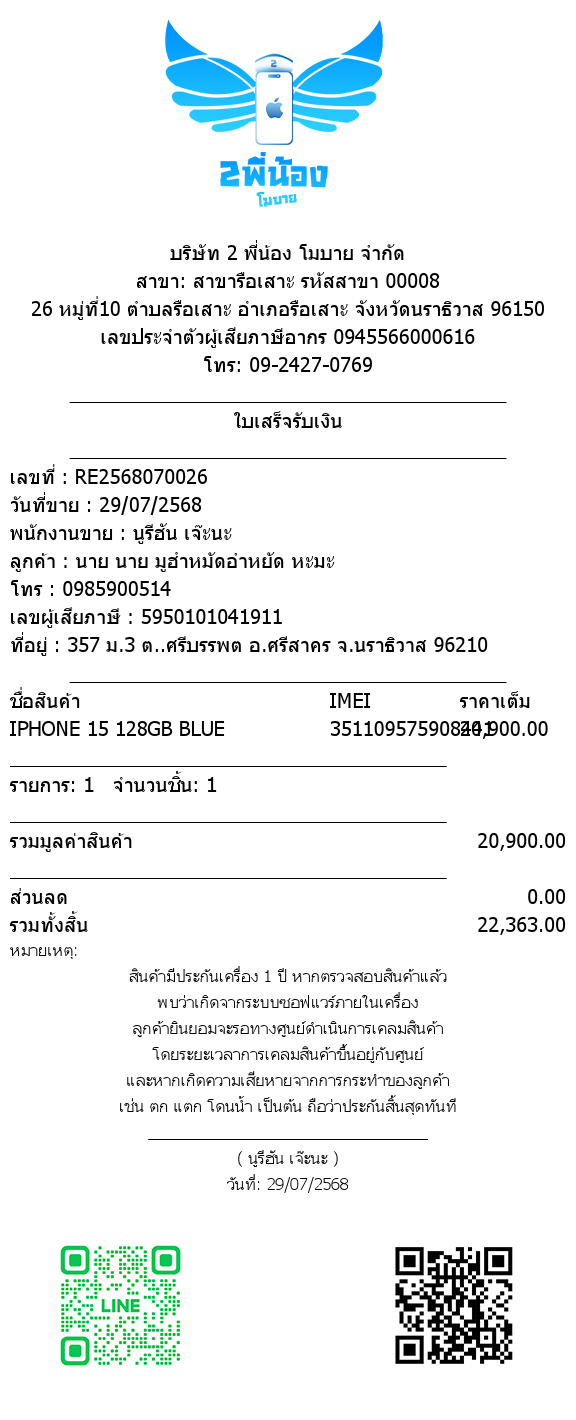 2
2พี่น้อง
โมบาย
บริษัท 2 พี่น้อง โมบาย จำกัด
สาขา: สาขารือเสาะ รหัสสาขา 00008
26 หมู่ที่10 ตำบลรือเสาะ อำเภอรือเสาะ จังหวัดนราธิวาส 96150
เลขประจำตัวผู้เสียภาษีอากร 0945566000616
โทร: 09-2427-0769
ใบเสร็จรับเงิน
เลขที่ : RE2568070026
วันที่ขาย : 29/07/2568
พนักงานขาย : นูรีฮัน เจ๊ะนะ
ลูกค้า : นาย นาย มูฮำหมัดอำหยัด หะมะ
โทร : 0985900514
เลขผู้เสียภาษี : 5950101041911
ที่อยู่ : 357 ม.3 ต..ศรีบรรพต อ.ศรีสาคร จ.นราธิวาส 96210
ชื่อสินค้า IMEI ราคาเต็ม
IPHONE 15 128GB BLUE 20,900.00
รายการ: 1 จำนวนชิ้น: 1
รวมมูลค่าสินค้า 20,900.00
ส่วนลด 0.00
รวมทั้งสิ้น 22,363.00
หมายเหตุ:
สินค้ามีประกันเครื่อง 1 ปี หากตรวจสอบสินค้าแล้ว
พบว่าเกิดจากระบบซอฟแวร์ภายในเครื่อง
ลูกค้ายินยอมจะรอทางศูนย์ดำเนินการเคลมสินค้า
โดยระยะเวลาการเคลมสินค้าขึ้นอยู่กับศูนย์
และหากเกิดความเสียหายจากการกระทำของลูกค้า
เช่น ตก แตก โดนน้ำ เป็นต้น ถือว่าประกันสิ้นสุดทันที
( นูรีฮัน เจ๊ะนะ )
วันที่: 29/07/2568
LINE